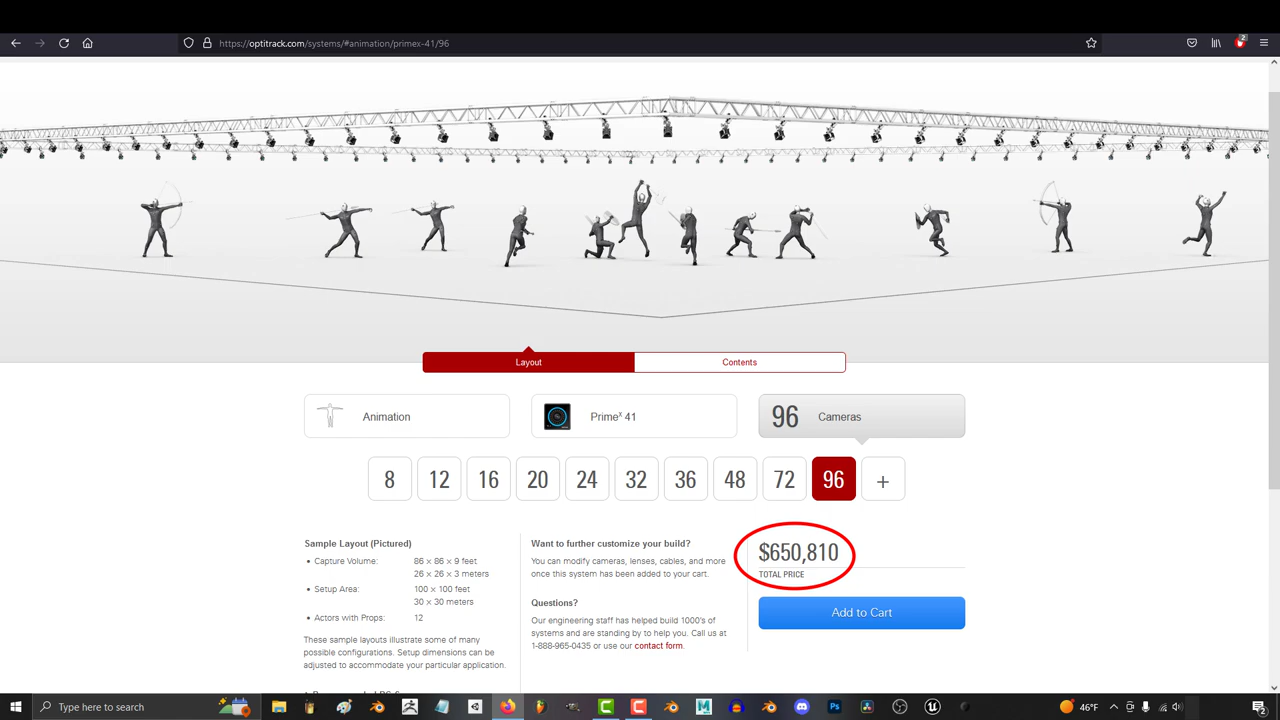 https://optitrack.com/systems/#animation/primex-41/96
2
Layout
Contents
Animation
Primeˣ 41
96 Cameras
8 12 16 20 24 32 36 48 72 96 +
Sample Layout (Pictured)
• Capture Volume: 86 × 86 × 9 feet
26 × 26 × 3 meters
• Setup Area: 100 × 100 feet
30 × 30 meters
• Actors with Props: 12
These sample layouts illustrate some of many
possible configurations. Setup dimensions can be
adjusted to accommodate your particular application.
Want to further customize your build?
You can modify cameras, lenses, cables, and more
once this system has been added to your cart.
Questions?
Our engineering staff has helped build 1000's of
systems and are standing by to help you. Call us at
1-888-965-0435 or use our contact form.
$650,810
TOTAL PRICE
Add to Cart
Type here to search
46°F
2